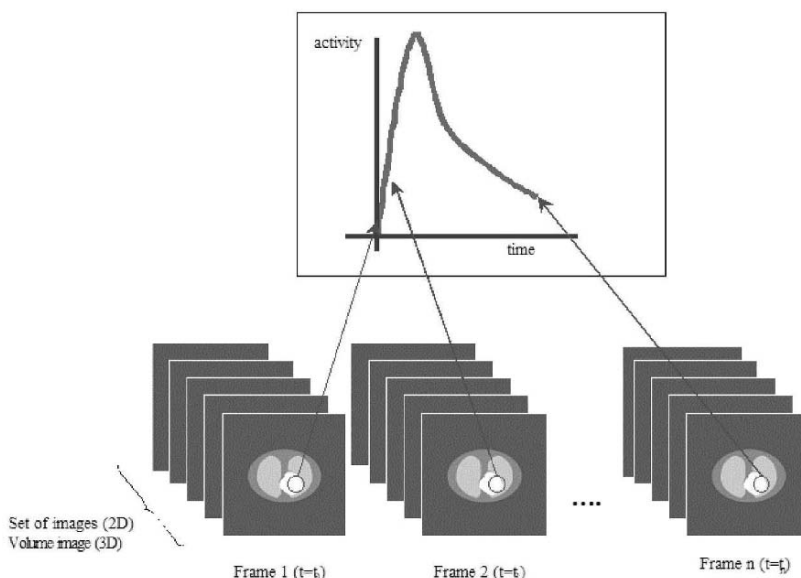 activity
time
Set of images (2D)
Volume image (3D)
....
Frame 1 (t=t
Frame 2 (t=t
Frame n (t=t